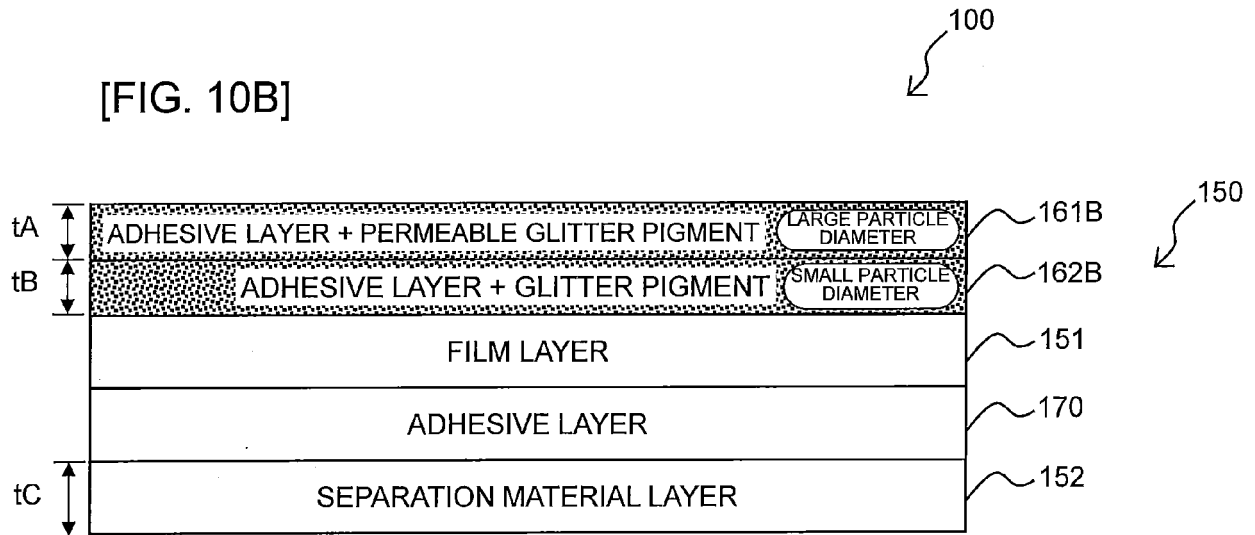 100
[FIG. 10B]
150
tA
ADHESIVE LAYER + PERMEABLE GLITTER PIGMENT
LARGE PARTICLE
DIAMETER
161B
tB
ADHESIVE LAYER + GLITTER PIGMENT
SMALL PARTICLE
DIAMETER
162B
FILM LAYER
151
ADHESIVE LAYER
170
tC
SEPARATION MATERIAL LAYER
152